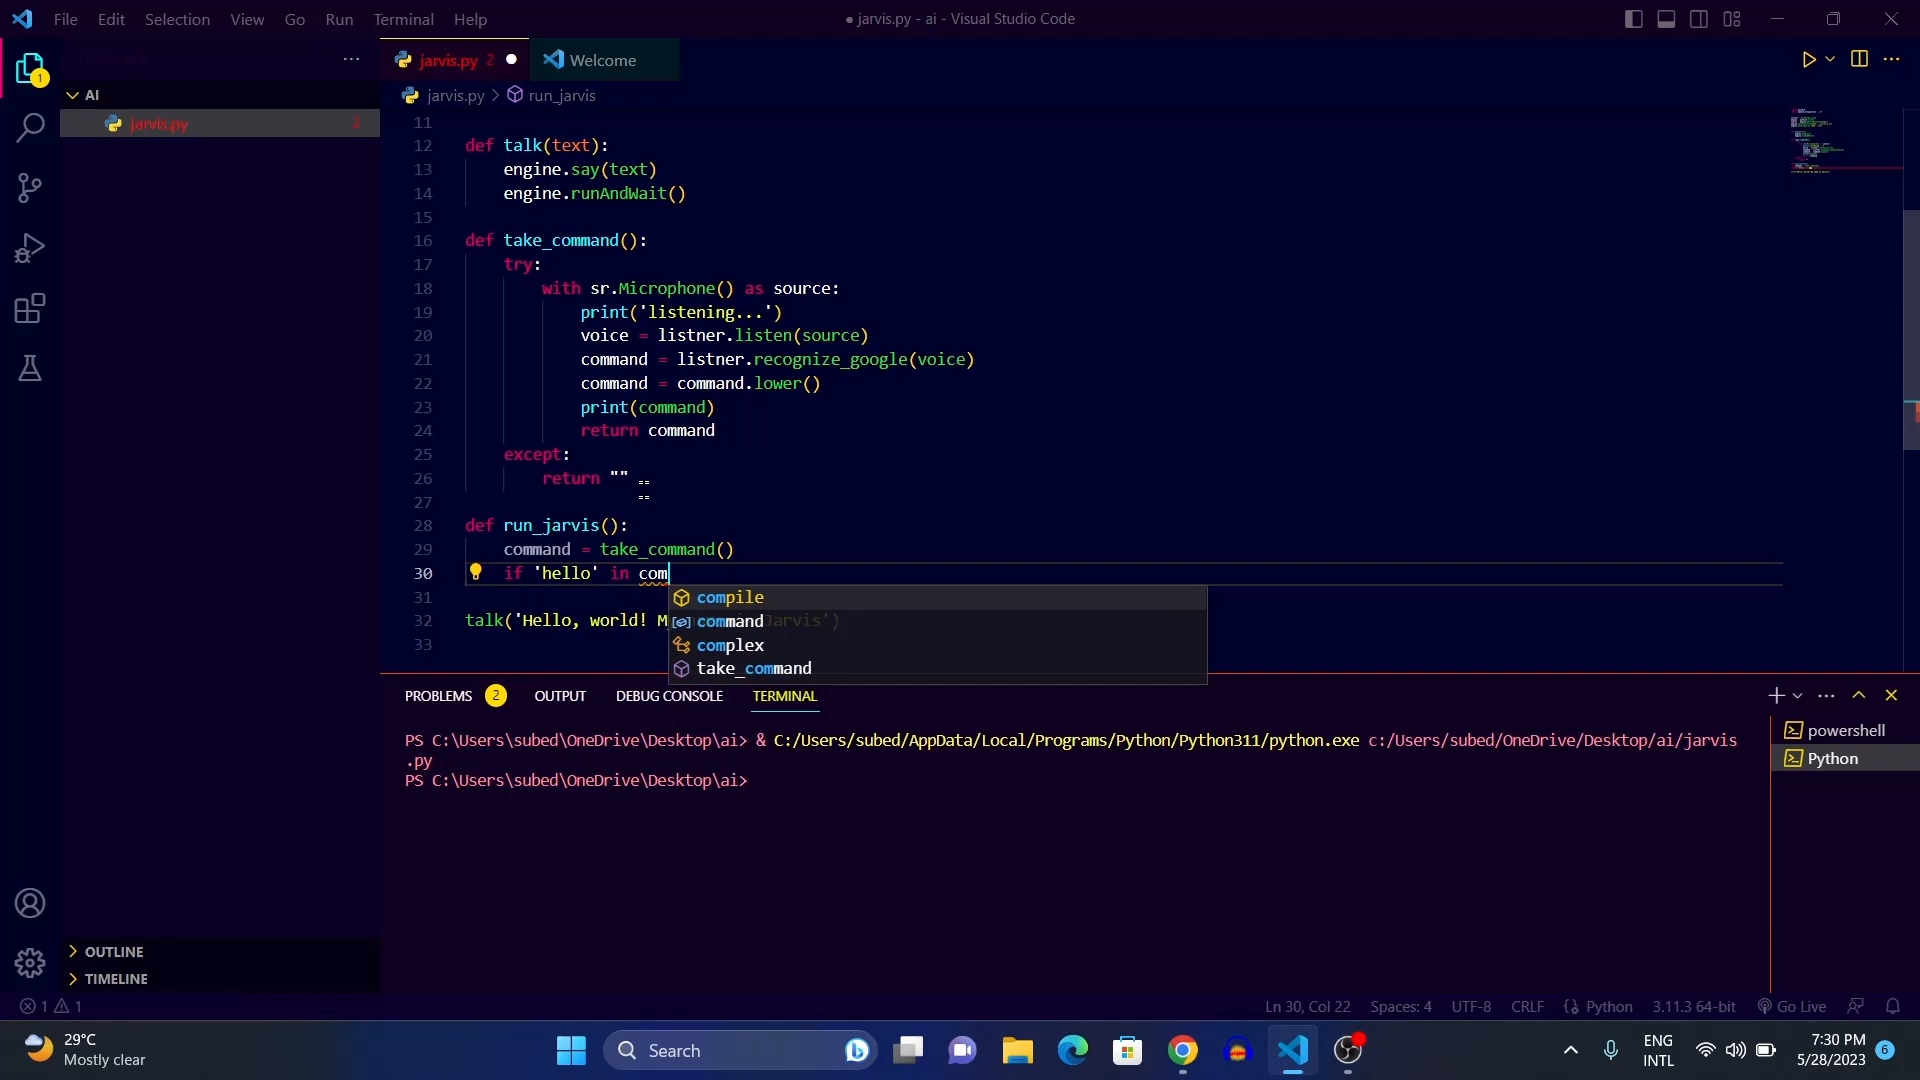 File Edit Selection View Go Run Terminal Help
● jarvis.py - ai - Visual Studio Code
jarvis.py 2
Welcome
1
AI
jarvis.py 2
jarvis.py > run_jarvis
11
12 def talk(text):
13 engine.say(text)
14 engine.runAndWait()
15
16 def take_command():
17 try:
18 with sr.Microphone() as source:
19 print('listening...')
20 voice = listner.listen(source)
21 command = listner.recognize_google(voice)
22 command = command.lower()
23 print(command)
24 return command
25 except:
26 return ""
27
28 def run_jarvis():
29 command = take_command()
30 if 'hello' in com
31
32 talk('Hello, world! M Jarvis')
33
compile
command
complex
take_command
PROBLEMS 2 OUTPUT DEBUG CONSOLE TERMINAL
PS C:\Users\subed\OneDrive\Desktop\ai> & C:/Users/subed/AppData/Local/Programs/Python/Python311/python.exe c:/Users/subed/OneDrive/Desktop/ai/jarvis
.py
PS C:\Users\subed\OneDrive\Desktop\ai>
powershell
Python
OUTLINE
TIMELINE
1 1
Ln 30, Col 22 Spaces: 4 UTF-8 CRLF {} Python 3.11.3 64-bit Go Live
29°C
Mostly clear
Search
ENG
INTL
7:30 PM
5/28/2023
6